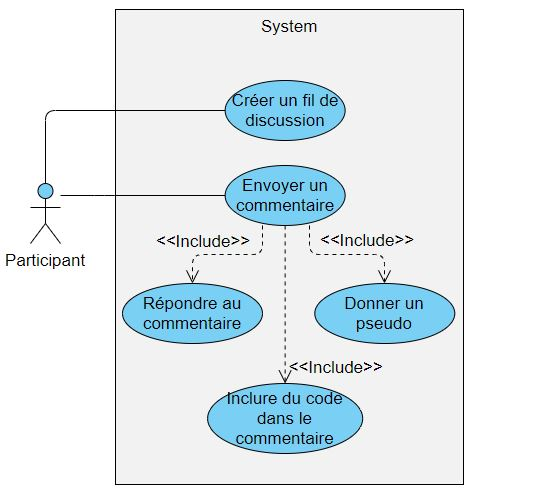 System
Créer un fil de
discussion
Envoyer un
commentaire
Participant
<<Include>>
<<Include>>
Répondre au
commentaire
Donner un
pseudo
<<Include>>
Inclure du code
dans le
commentaire